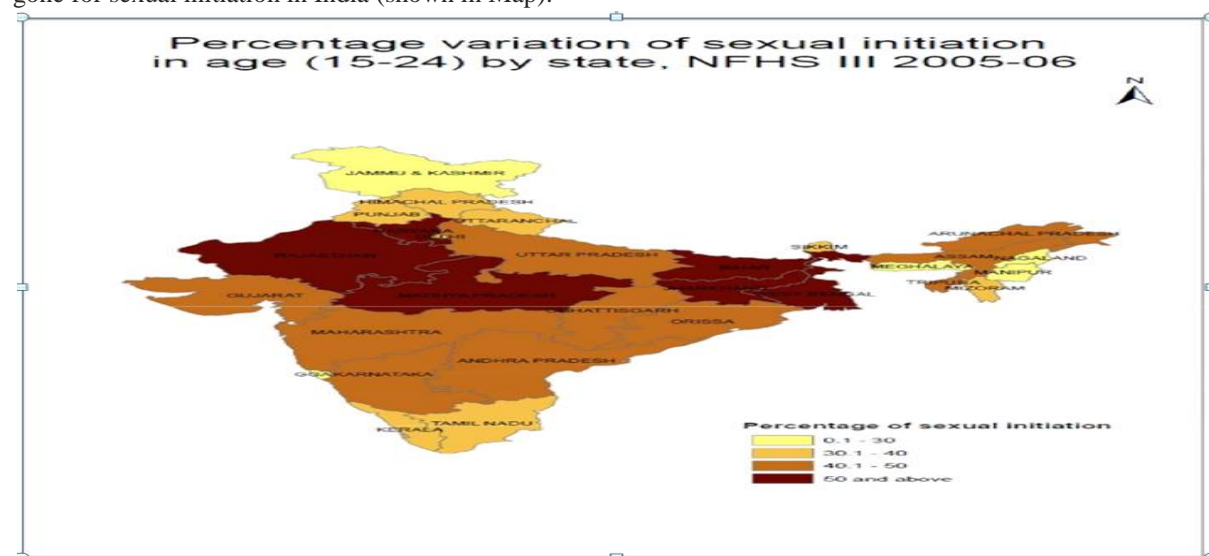 gone for sexual initiation in India (shown in Map).
Percentage variation of sexual initiation
in age (15-24) by state, NFHS III 2005-06
N
JAMMU & KASHMIR
HIMACHAL PRADESH
PUNJAB
UTTARANCHAL
RAJASTHAN
UTTAR PRADESH
BIHAR
SIKKIM
ARUNACHAL PRADESH
ASSAM
NAGALAND
MEGHALAYA
MANIPUR
TRIPURA
MIZORAM
GUJARAT
MADHYA PRADESH
CHHATTISGARH
ORISSA
MAHARASHTRA
ANDHRA PRADESH
GOA
KARNATAKA
TAMIL NADU
KERALA
Percentage of sexual initiation
0.1 - 30
30.1 - 40
40.1 - 50
50 and above